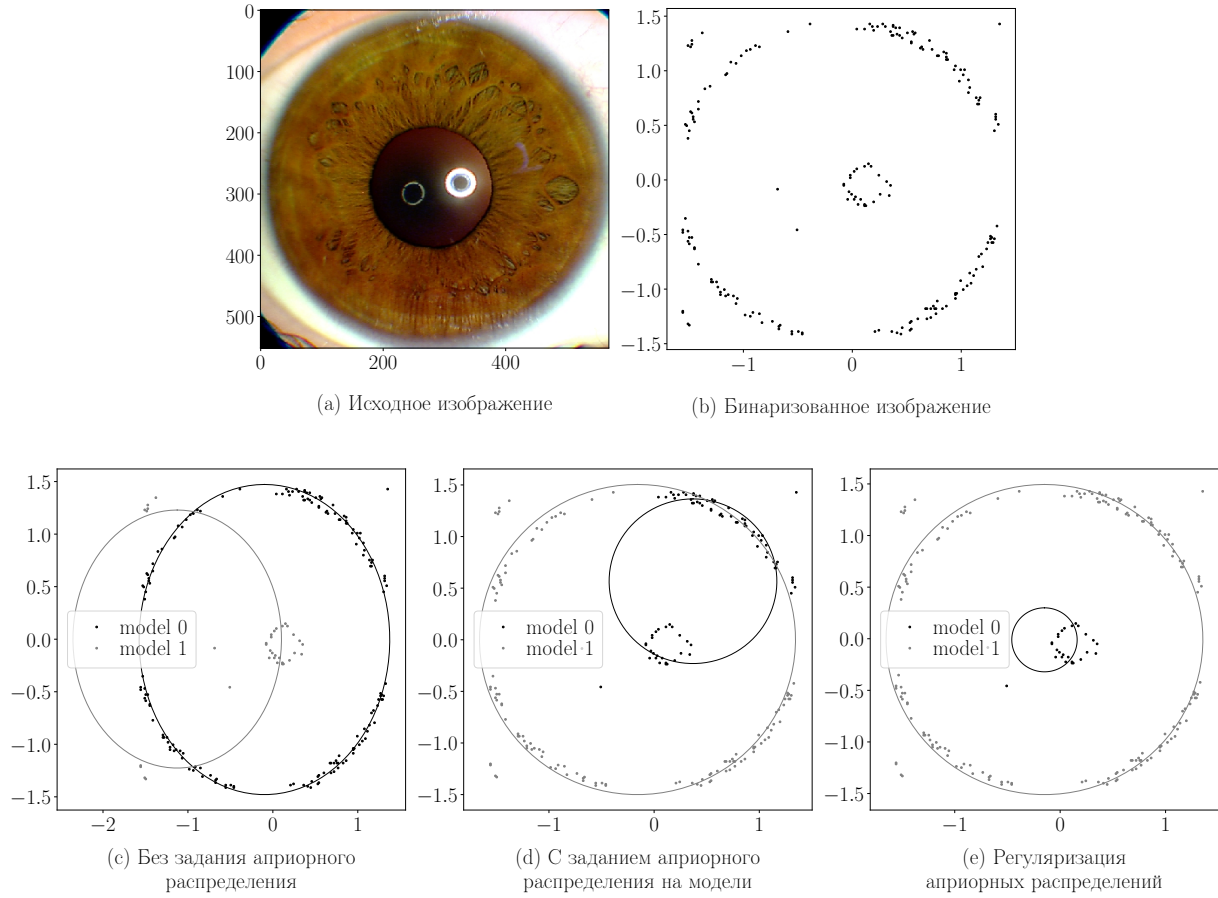 0
100
200
300
400
500
0 200 400
(a) Исходное изображение
1.5
1.0
0.5
0.0
−0.5
−1.0
−1.5
−1 0 1
(b) Бинаризованное изображение
1.5
1.0
0.5
0.0
−0.5
−1.0
−1.5
−2 −1 0 1
model 0
model 1
(c) Без задания априорного
распределения
1.5
1.0
0.5
0.0
−0.5
−1.0
−1.5
−1 0 1
model 0
model 1
(d) С заданием априорного
распределения на модели
1.5
1.0
0.5
0.0
−0.5
−1.0
−1.5
−1 0 1
model 0
model 1
(e) Регуляризация
априорных распределений